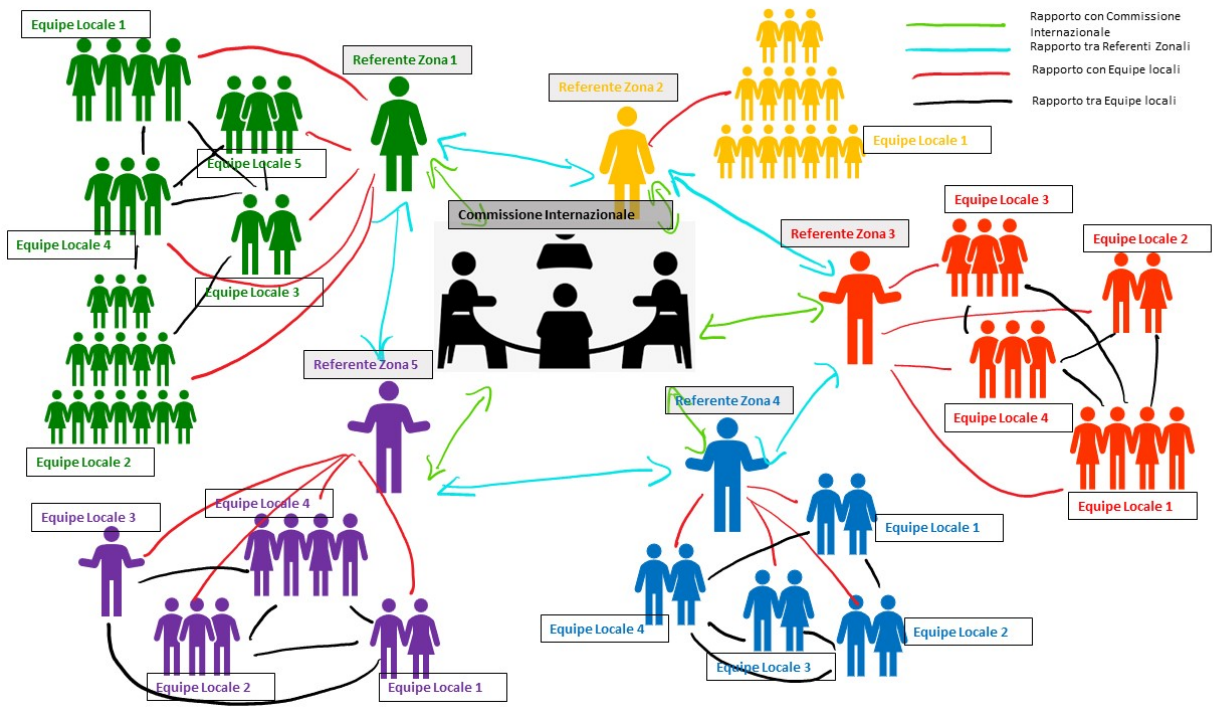 Equipe Locale 1
Referente Zona 1
Rapporto con Commissione
Internazionale
Rapporto tra Referenti Zonali
Rapporto con Equipe locali
Rapporto tra Equipe locali
Referente Zona 2
Equipe Locale 1
Equipe Locale 5
Equipe Locale 4
Equipe Locale 3
Equipe Locale 2
Commissione Internazionale
Referente Zona 3
Equipe Locale 3
Equipe Locale 2
Equipe Locale 4
Equipe Locale 1
Referente Zona 5
Referente Zona 4
Equipe Locale 4
Equipe Locale 3
Equipe Locale 2
Equipe Locale 1
Equipe Locale 1
Equipe Locale 4
Equipe Locale 2
Equipe Locale 3